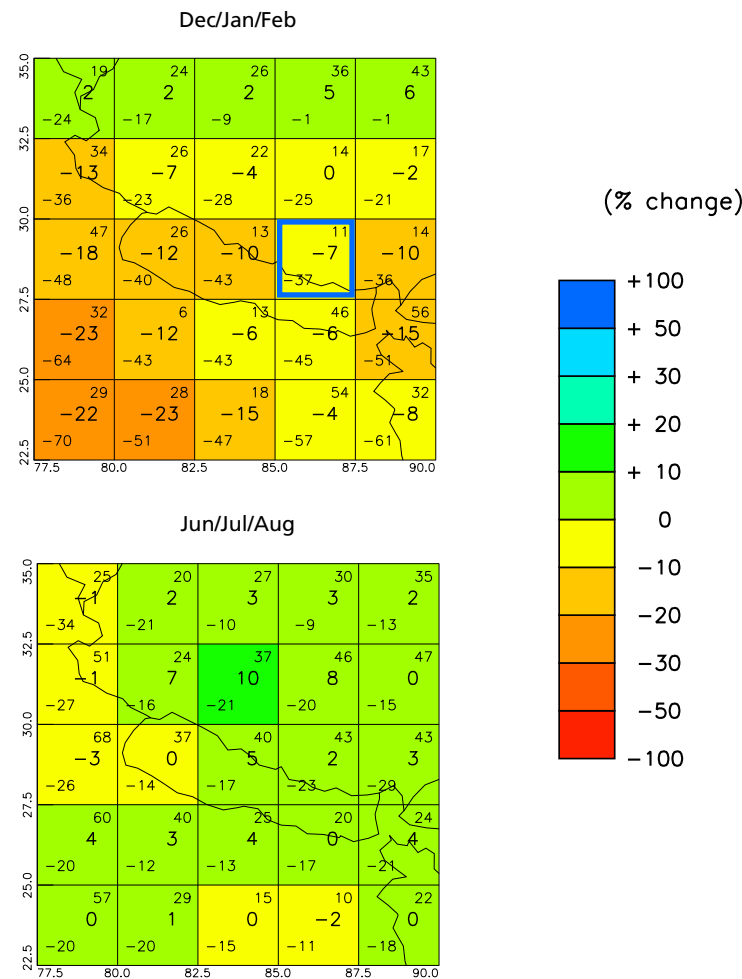 Dec/Jan/Feb
35.0
19 24 26 36 43
2 2 2 5 6
−24 −17 −9 −1 −1
32.5
34 26 22 14 17
−13 −7 −4 0 −2
−36 −23 −28 −25 −21
30.0
47 26 13 11 14
−18 −12 −10 −7 −10
−48 −40 −43 −37 −36
27.5
32 6 13 46 56
−23 −12 −6 −6 −15
−64 −43 −43 −45 −51
25.0
29 28 18 54 32
−22 −23 −15 −4 −8
−70 −51 −47 −57 −61
22.5
77.5 80.0 82.5 85.0 87.5 90.0
Jun/Jul/Aug
35.0
25 20 27 30 35
−1 2 3 3 2
−34 −21 −10 −9 −13
32.5
51 24 37 46 47
−1 7 10 8 0
−27 −16 −21 −20 −15
30.0
68 37 40 43 43
−3 0 5 2 3
−26 −14 −17 −23 −29
27.5
60 40 25 20 24
4 3 4 0 4
−20 −12 −13 −17 −21
25.0
57 29 15 10 22
0 1 0 −2 0
−20 −20 −15 −11 −18
22.5
77.5 80.0 82.5 85.0 87.5 90.0
(% change)
+100
+ 50
+ 30
+ 20
+ 10
0
−10
−20
−30
−50
−100